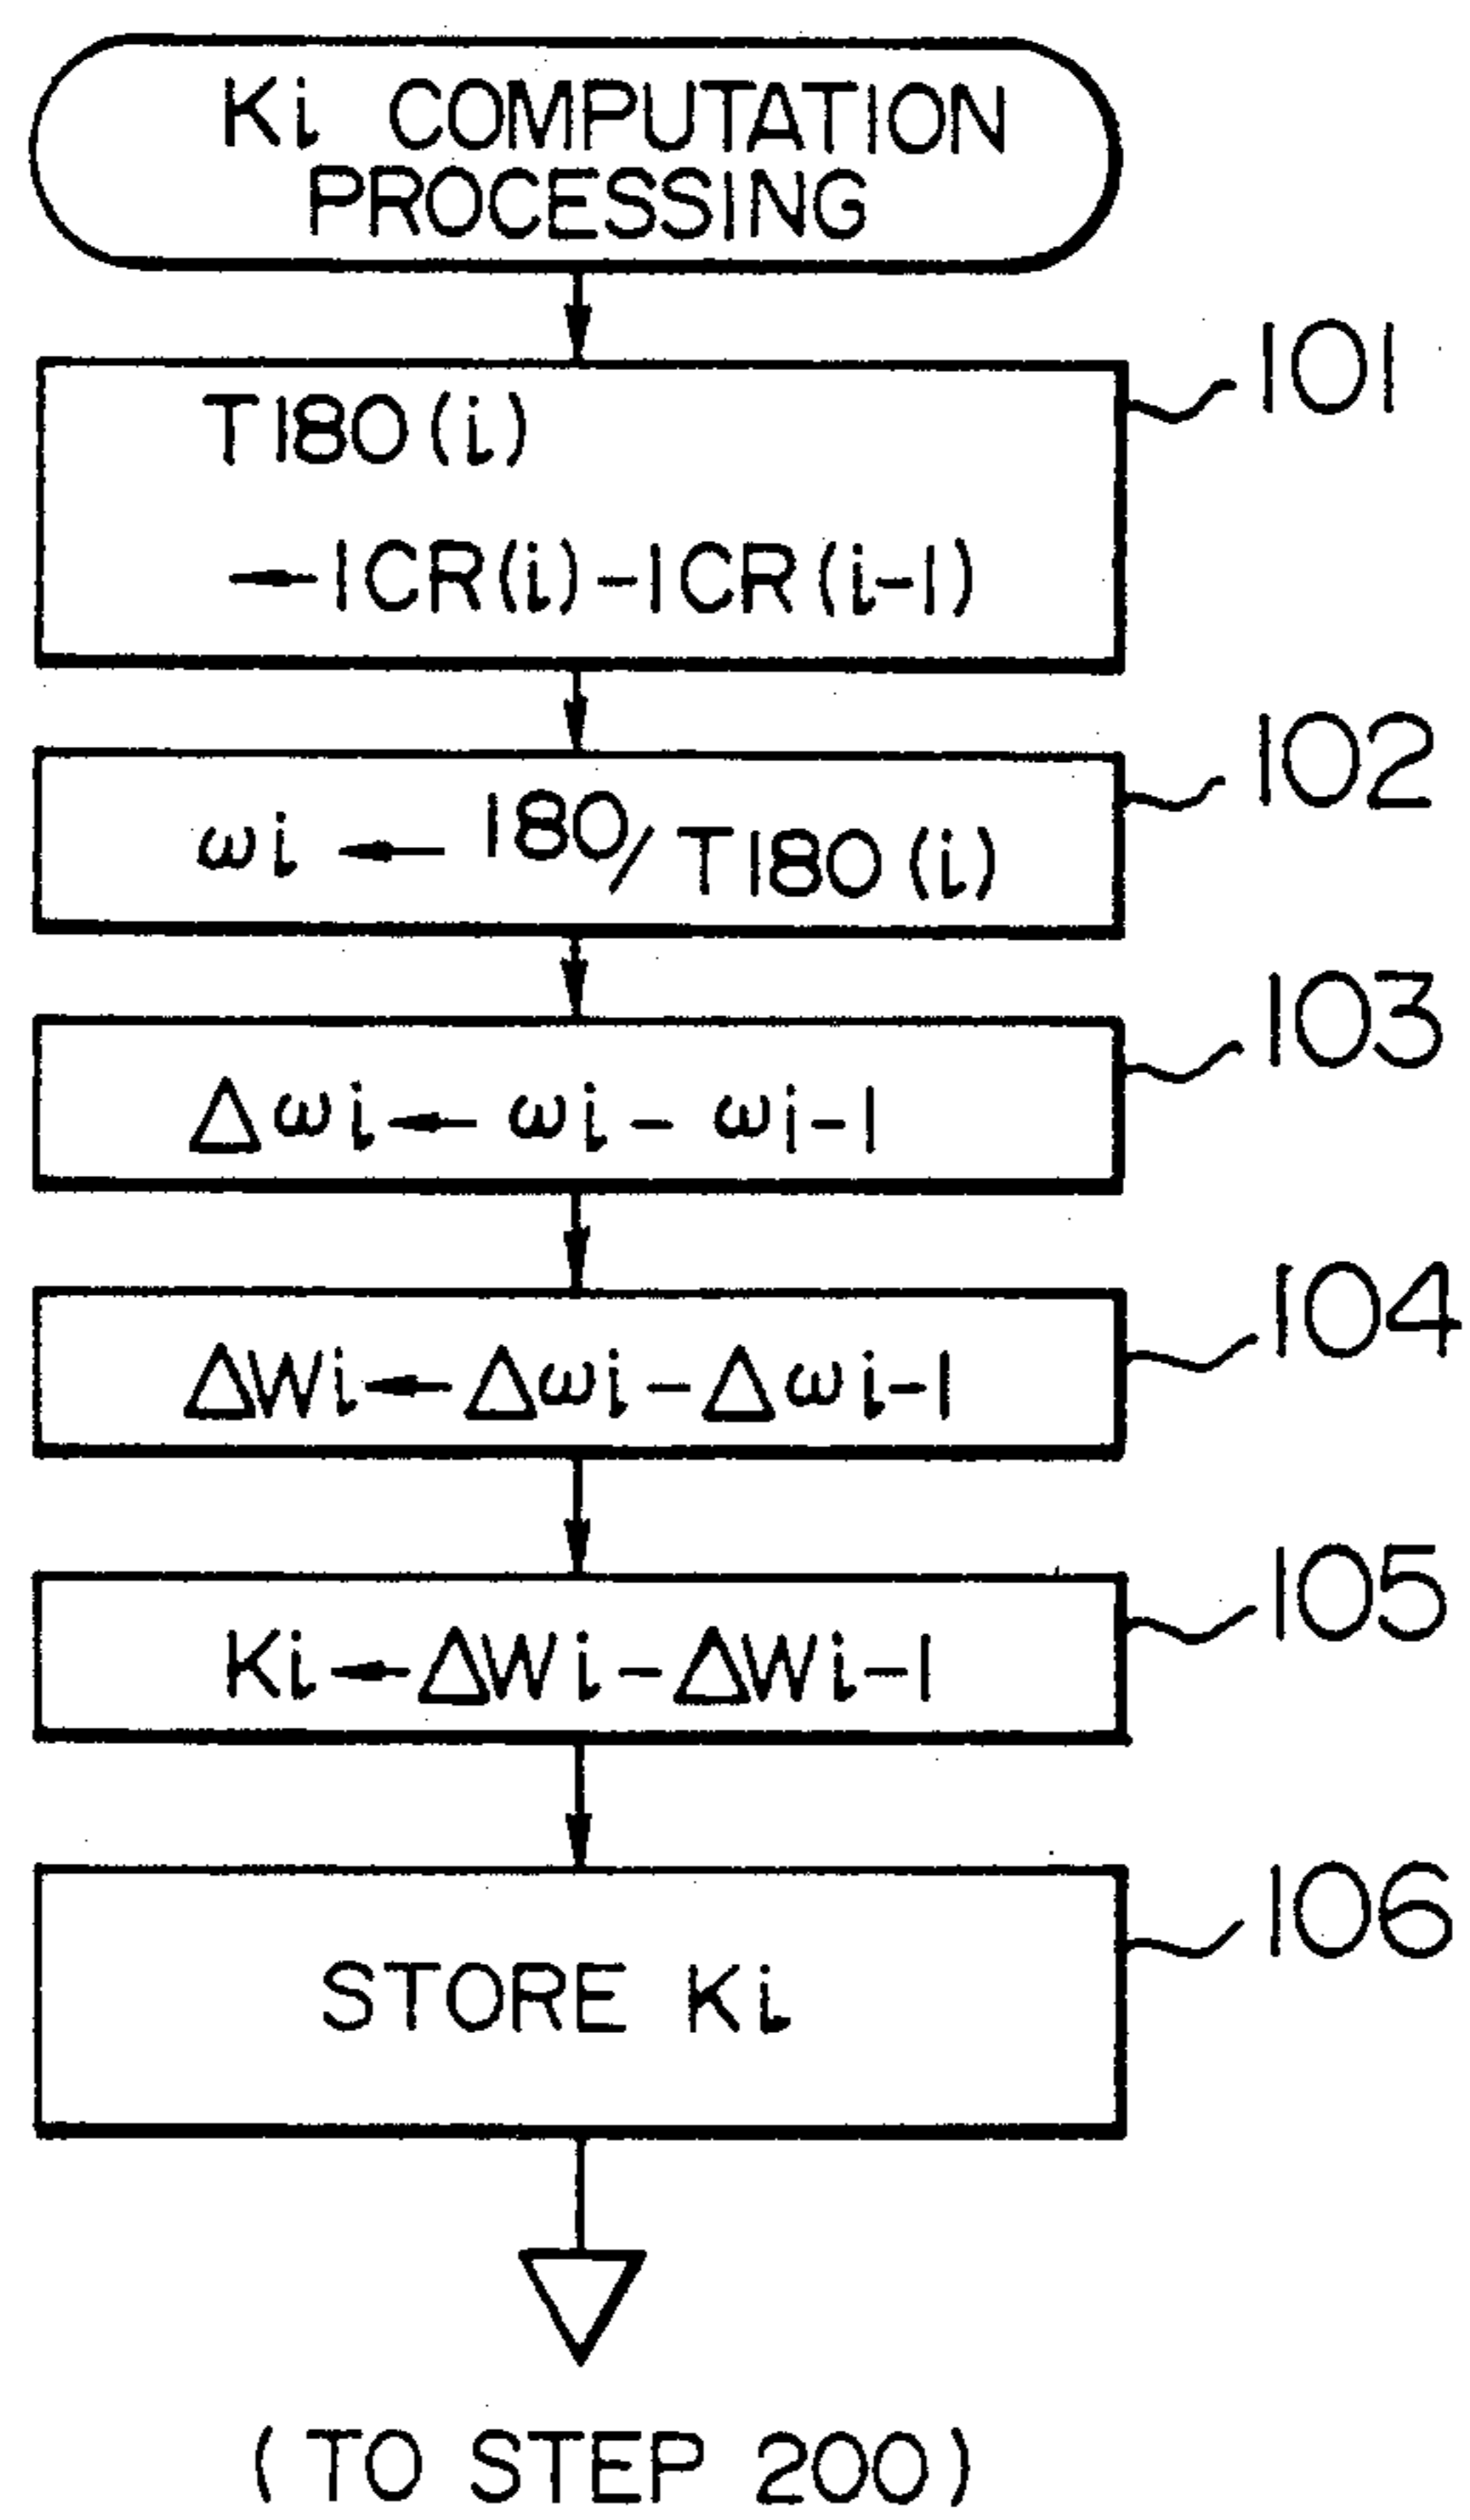 Ki COMPUTATION
PROCESSING
101
T180(i)
←ICR(i)-ICR(i-1)
102
ωi ← 180/T180(i)
103
Δωi ← ωi - ωi-1
104
ΔWi ← Δωi - Δωi-1
105
Ki ← ΔWi - ΔWi-1
106
STORE Ki
(TO STEP 200)